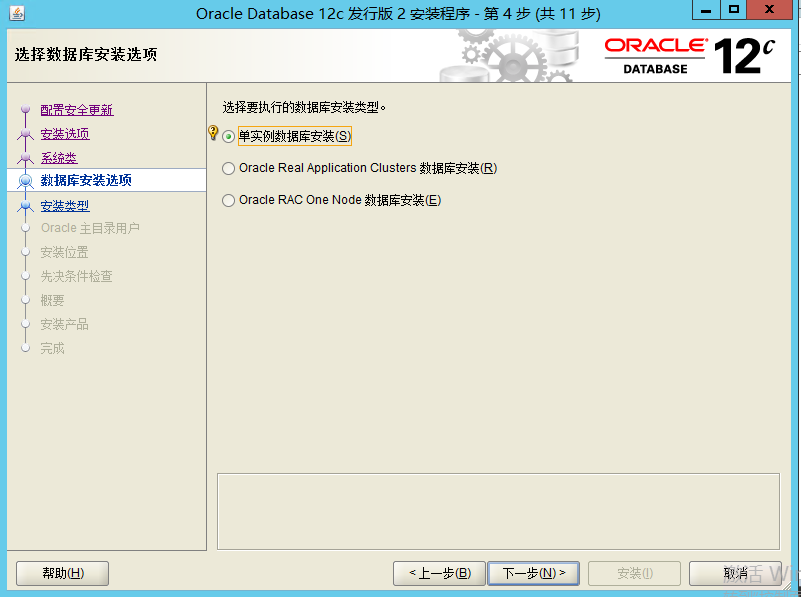 Oracle Database 12c 发行版 2 安装程序 - 第 4 步 (共 11 步)
选择数据库安装选项
ORACLE
DATABASE
12c
配置安全更新
安装选项
系统类
数据库安装选项
安装类型
Oracle 主目录用户
安装位置
先决条件检查
概要
安装产品
完成
选择要执行的数据库安装类型。
单实例数据库安装(S)
Oracle Real Application Clusters 数据库安装(R)
Oracle RAC One Node 数据库安装(E)
帮助(H)
< 上一步(B)
下一步(N) >
安装(I)
取消
激活 Wi